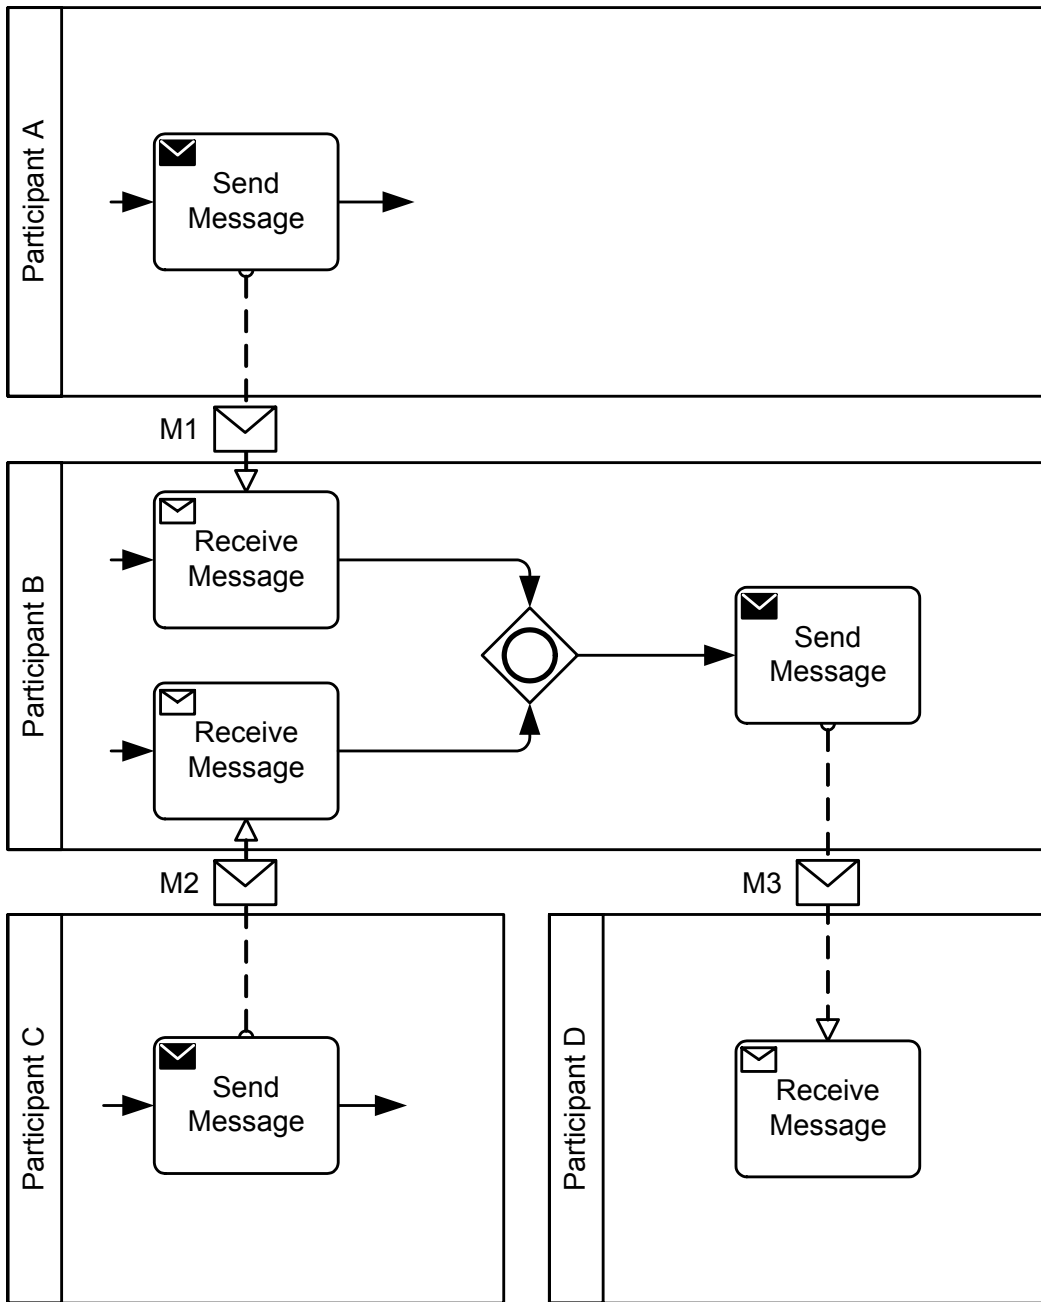 Participant A
Send
Message
M1
Participant B
Receive
Message
Receive
Message
Send
Message
M2
M3
Participant C
Send
Message
Participant D
Receive
Message